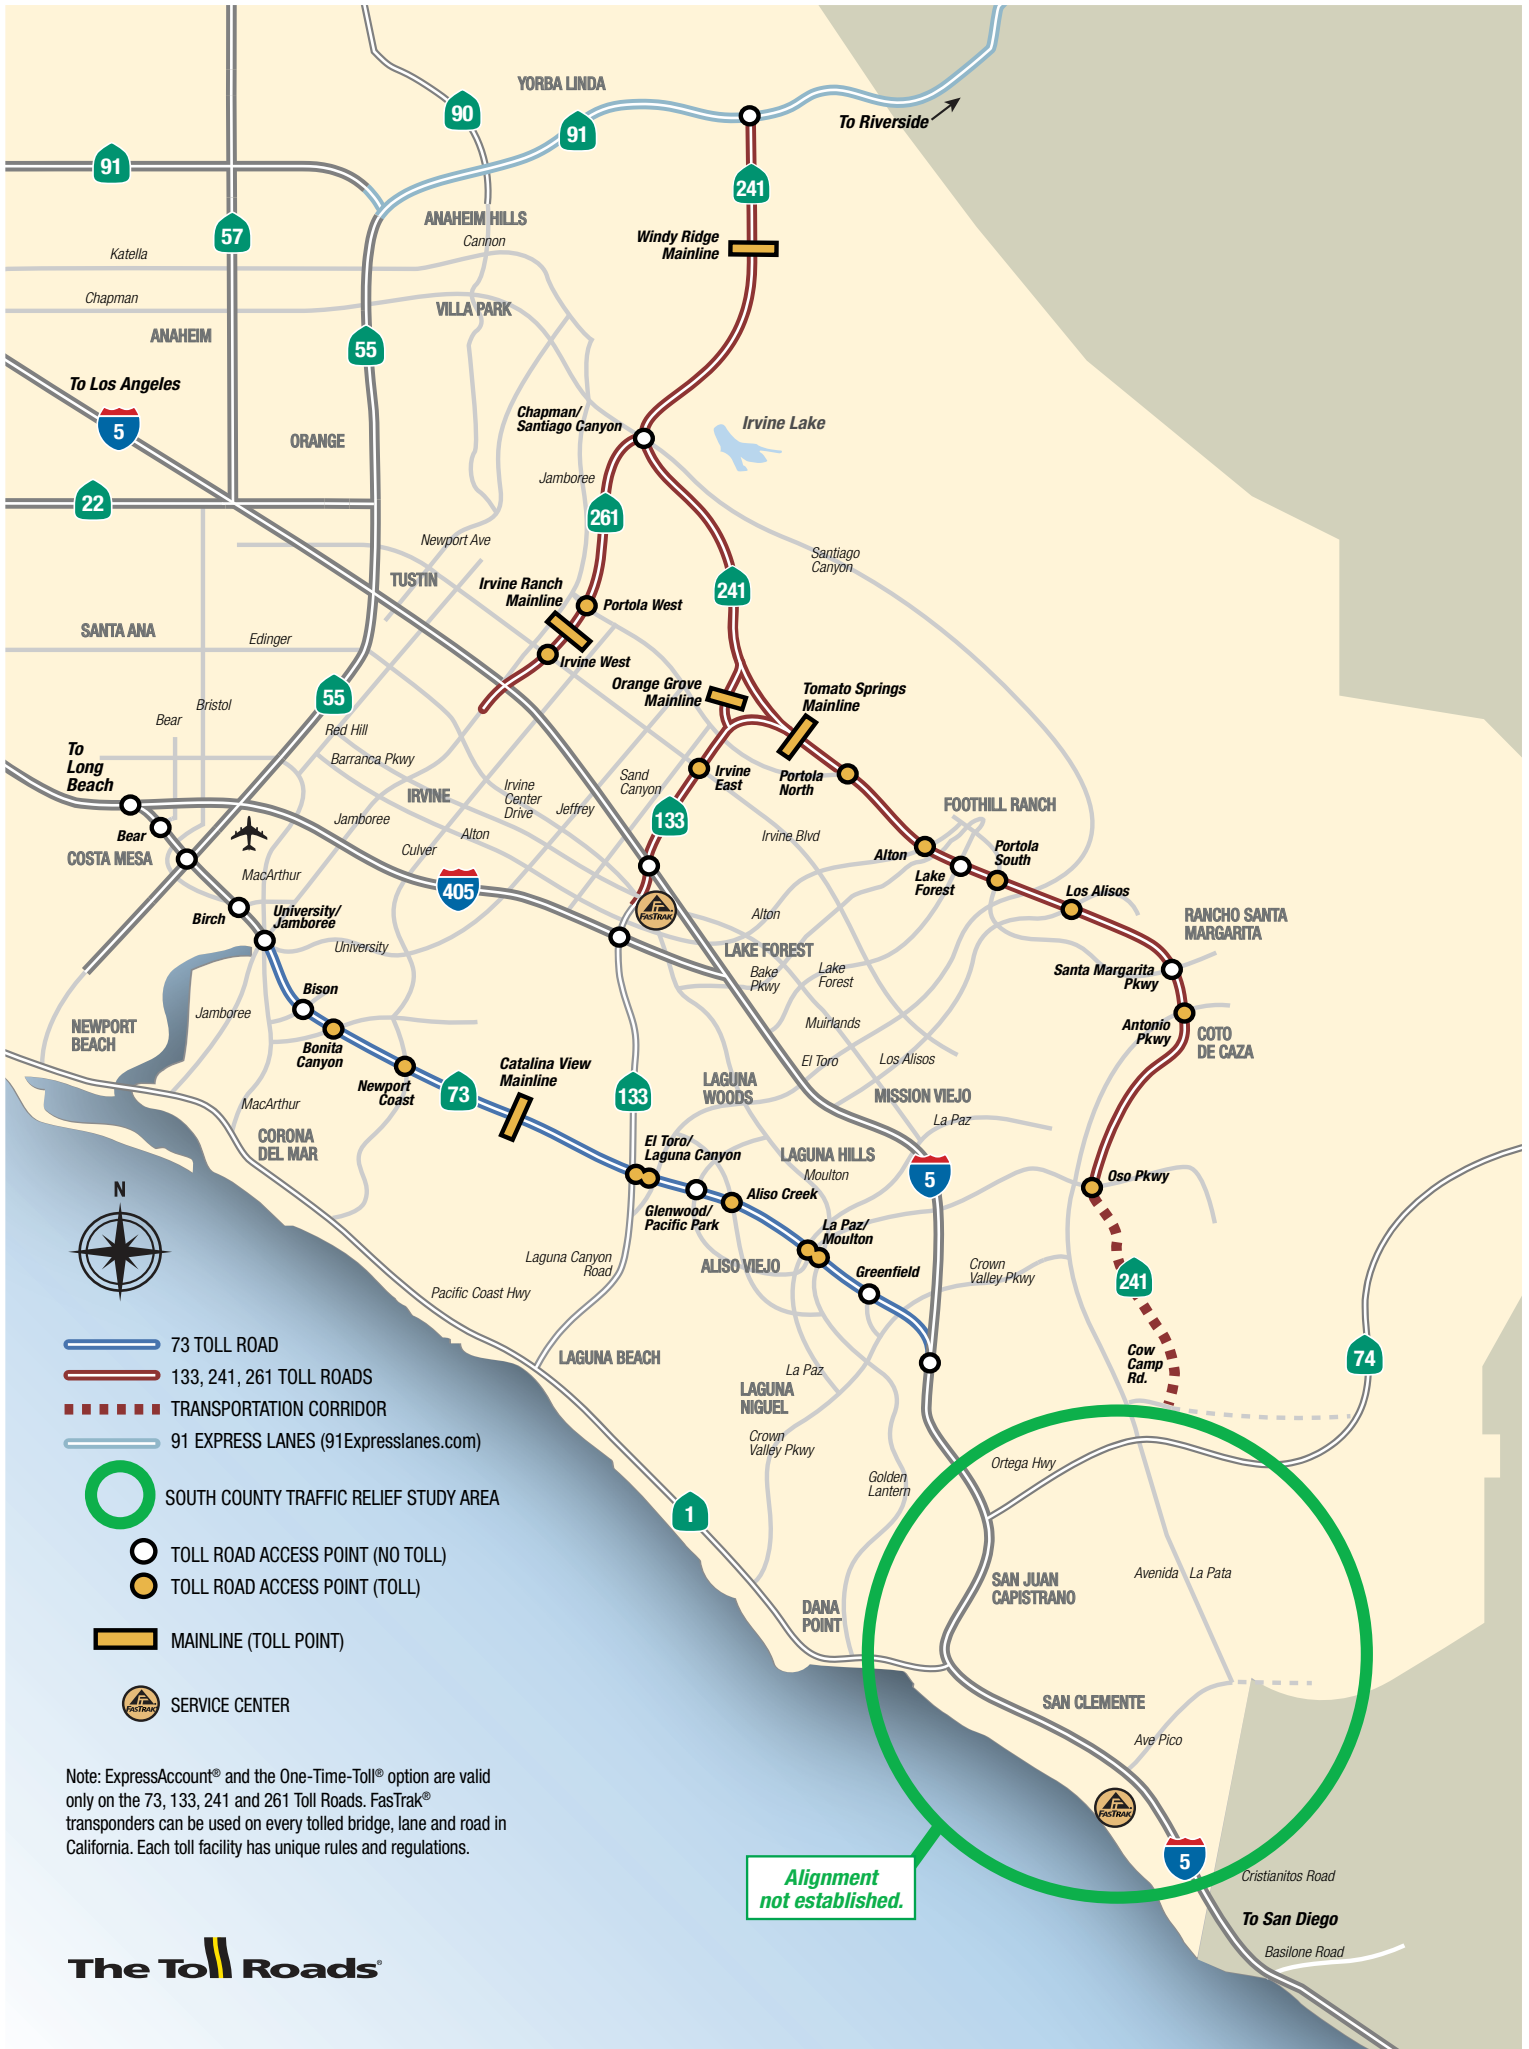 YORBA LINDA
90
91
To Riverside
91
241
ANAHEIM HILLS
Cannon
57
Windy Ridge
Mainline
Katella
Chapman
VILLA PARK
ANAHEIM
55
To Los Angeles
5
Chapman/
Santiago Canyon
Irvine Lake
ORANGE
Jamboree
22
261
Newport Ave
Santiago
Canyon
TUSTIN
Irvine Ranch
Mainline
241
Portola West
SANTA ANA
Edinger
Irvine West
Orange Grove
Mainline
Tomato Springs
Mainline
55
Bristol
Bear
Red Hill
To
Long
Beach
Barranca Pkwy
Irvine
East
Portola
North
Sand
Canyon
Irvine
Center
Drive
Jeffrey
IRVINE
FOOTHILL RANCH
133
Jamboree
Alton
Irvine Blvd
Bear
Culver
Alton
Portola
South
COSTA MESA
MacArthur
405
Lake
Forest
Los Alisos
Birch
University/
Jamboree
FasTrak
Alton
RANCHO SANTA
MARGARITA
University
LAKE FOREST
Bake
Pkwy
Lake
Forest
Santa Margarita
Pkwy
Bison
Jamboree
NEWPORT
BEACH
Muirlands
Antonio
Pkwy
COTO
DE CAZA
Bonita
Canyon
Catalina View
Mainline
El Toro
Los Alisos
Newport
Coast
73
133
LAGUNA
WOODS
MISSION VIEJO
MacArthur
La Paz
CORONA
DEL MAR
El Toro/
Laguna Canyon
LAGUNA HILLS
Moulton
5
Oso Pkwy
N
Aliso Creek
Glenwood/
Pacific Park
La Paz/
Moulton
Laguna Canyon
Road
ALISO VIEJO
Greenfield
Crown
Valley Pkwy
241
Pacific Coast Hwy
73 TOLL ROAD
133, 241, 261 TOLL ROADS
TRANSPORTATION CORRIDOR
91 EXPRESS LANES (91Expresslanes.com)
SOUTH COUNTY TRAFFIC RELIEF STUDY AREA
TOLL ROAD ACCESS POINT (NO TOLL)
TOLL ROAD ACCESS POINT (TOLL)
MAINLINE (TOLL POINT)
FasTrak
SERVICE CENTER
LAGUNA BEACH
La Paz
Cow
Camp
Rd.
74
LAGUNA
NIGUEL
Crown
Valley Pkwy
Ortega Hwy
Golden
Lantern
1
Avenida La Pata
SAN JUAN
CAPISTRANO
DANA
POINT
SAN CLEMENTE
Ave Pico
FasTrak
5
Alignment
not established.
Cristianitos Road
To San Diego
Basilone Road
Note: ExpressAccount® and the One-Time-Toll® option are valid
only on the 73, 133, 241 and 261 Toll Roads. FasTrak®
transponders can be used on every tolled bridge, lane and road in
California. Each toll facility has unique rules and regulations.
The Toll Roads®